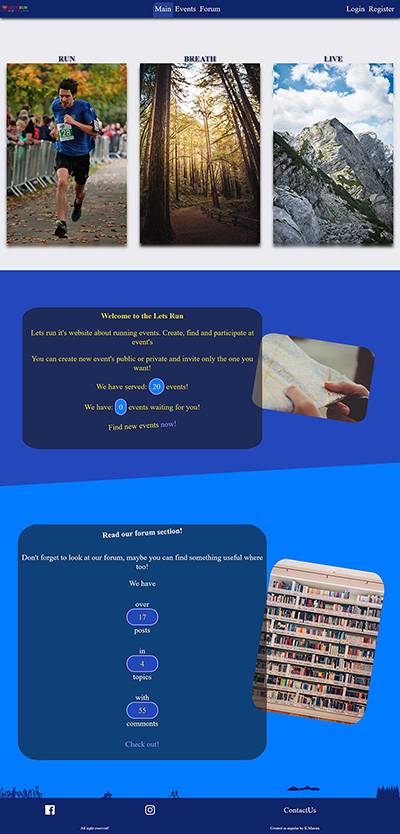 Main Events Forum
Login Register
RUN
BREATH
LIVE
28
Welcome to the Lets Run
Lets run it's website about running events. Create, find and participate at
event's
You can create new event's public or private and invite only the one you
want!
We have served: 20 events!
We have: 0 events waiting for you!
Find new events now!
Read our forum section!
Don't forget to look at our forum, maybe you can find something useful where
too!
We have
over
17
posts
in
4
topics
with
55
comments
Check out!
ContactUs
All rights reserved!